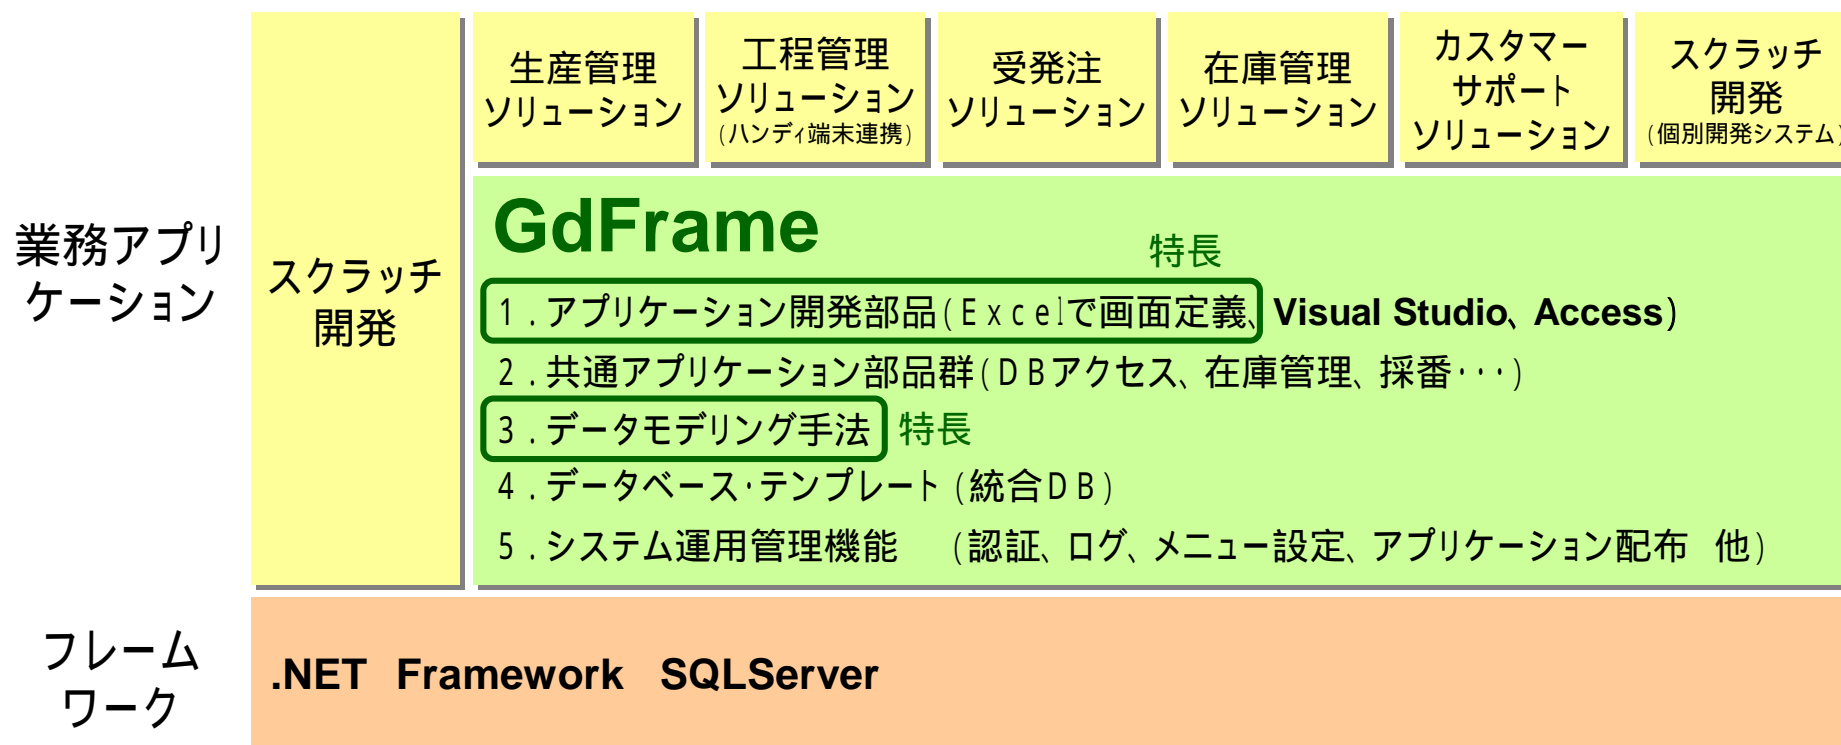 生産管理
ソリューション
工程管理
ソリューション
(ハンディ端末連携)
受発注
ソリューション
在庫管理
ソリューション
カスタマー
サポート
ソリューション
スクラッチ
開発
(個別開発システム)
業務アプリ
ケーション
スクラッチ
開発
GdFrame
特長
1.アプリケーション開発部品(Excelで画面定義、Visual Studio、Access)
2.共通アプリケーション部品群(DBアクセス、在庫管理、採番・・・)
3.データモデリング手法 特長
4.データベース・テンプレート(統合DB)
5.システム運用管理機能 (認証、ログ、メニュー設定、アプリケーション配布 他)
フレーム
ワーク
.NET Framework SQLServer